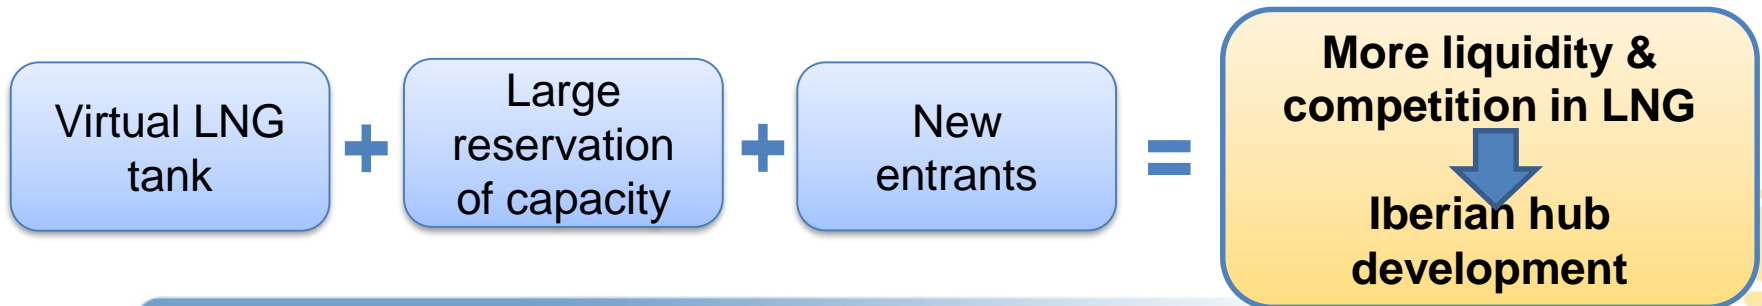 Virtual LNG
tank
+
Large
reservation
of capacity
+
New
entrants
=
More liquidity &
competition in LNG
Iberian hub
development